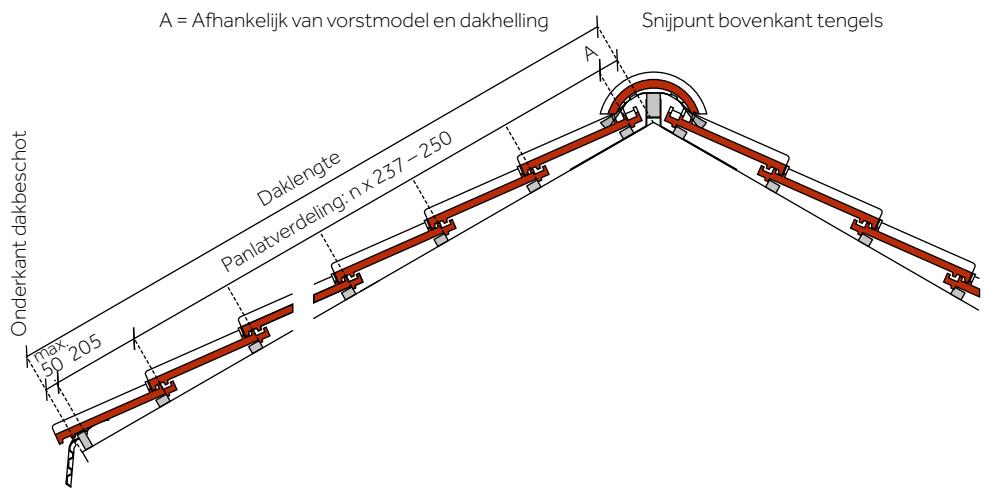 A = Afhankelijk van vorstmodel en dakhelling
Snijpunt bovenkant tengels
A
Daklengte
Panlatverdeling: n x 237 – 250
Onderkant dakbeschot
max.
50
205